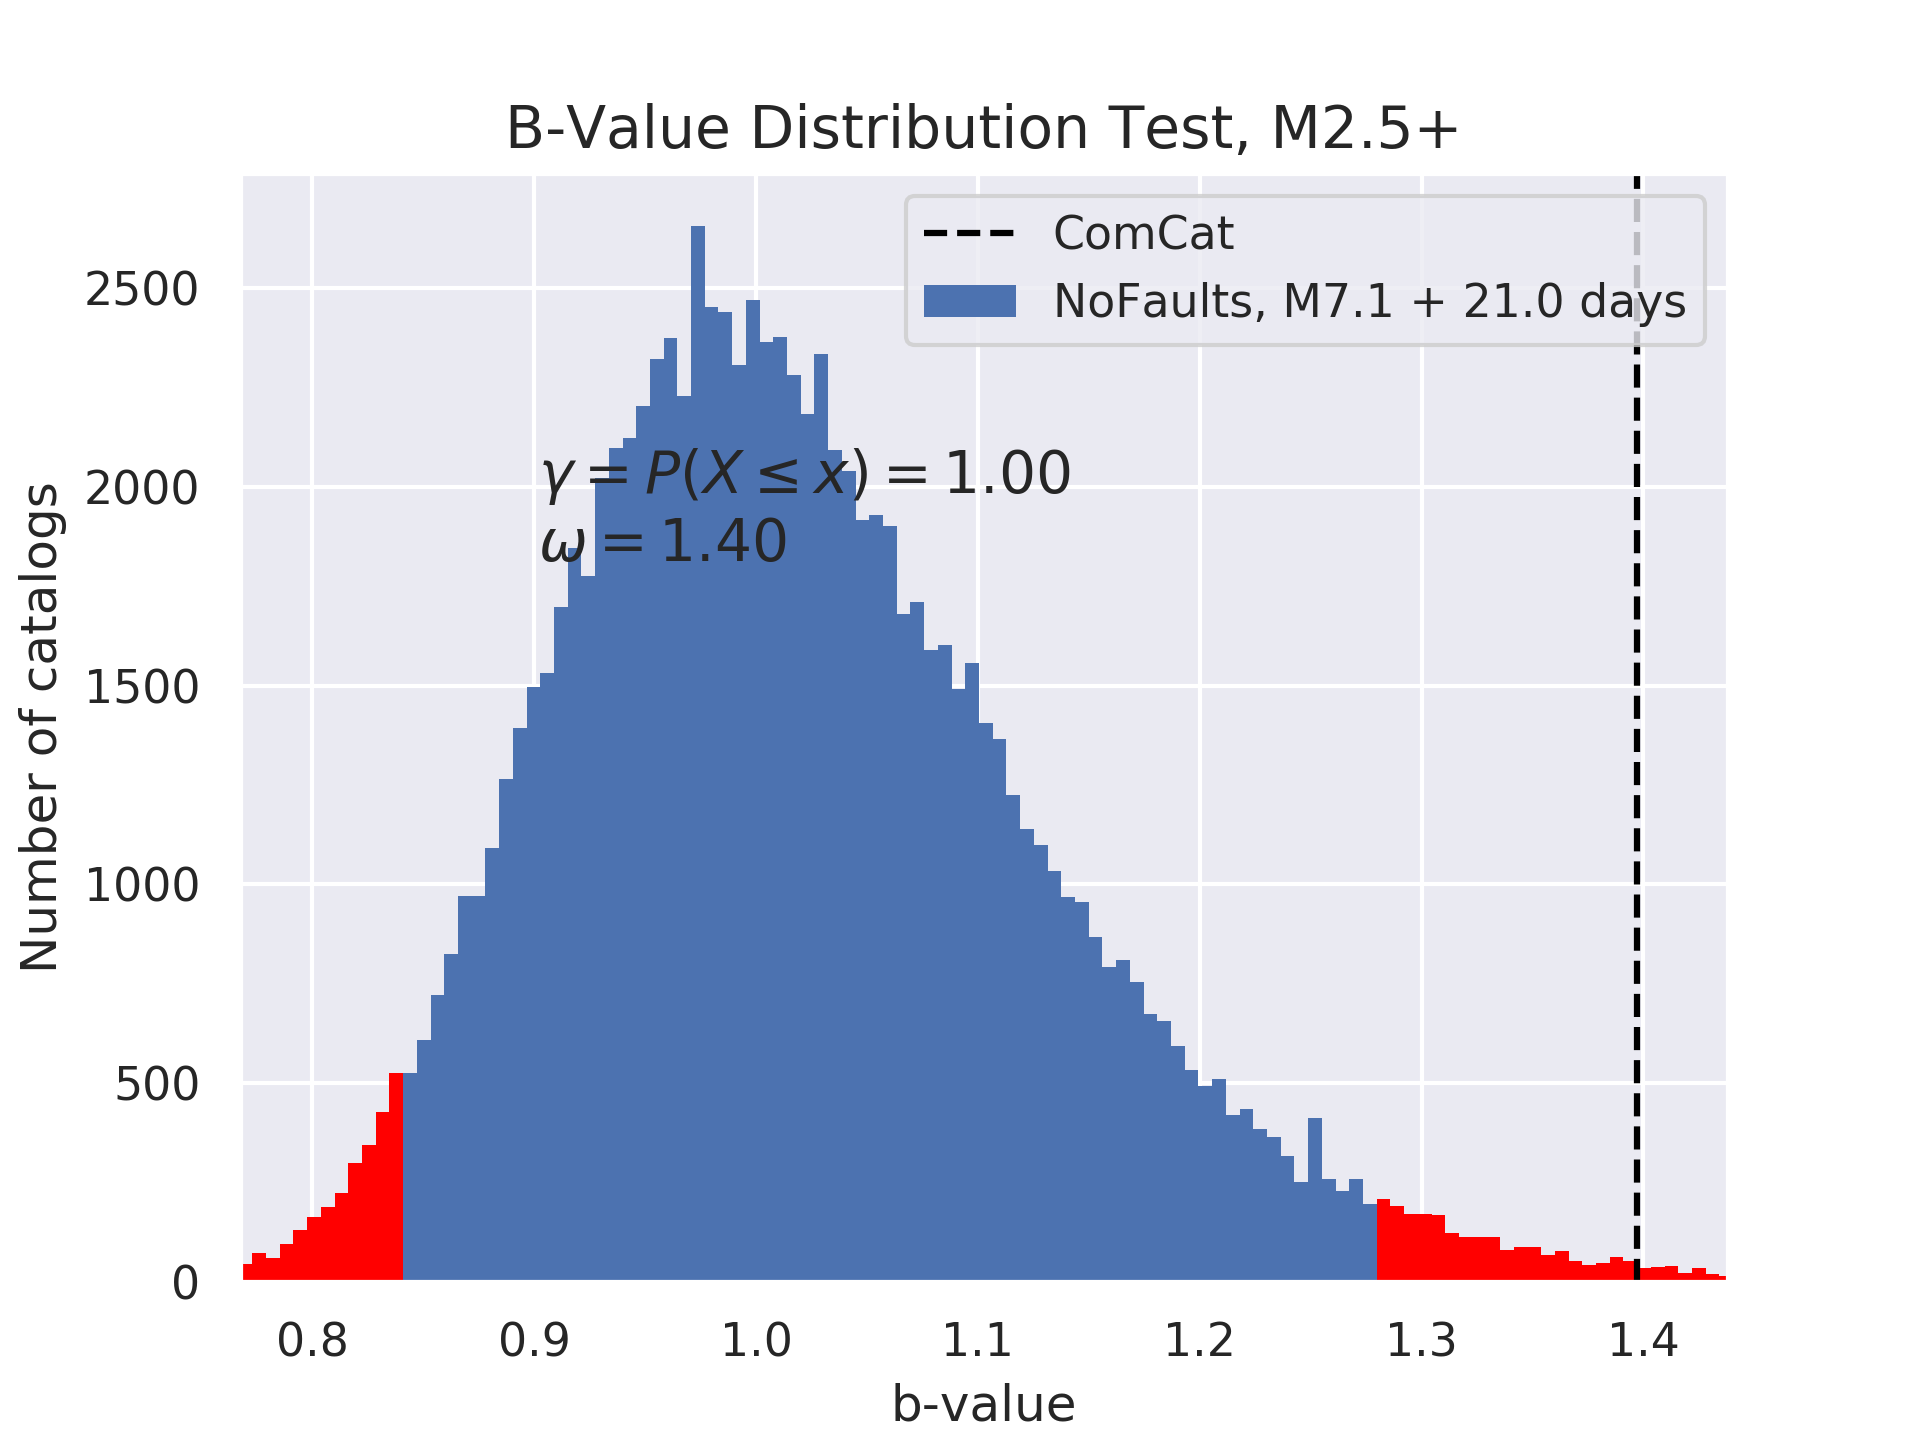 B-Value Distribution Test, M2.5+
ComCat
NoFaults, M7.1 + 21.0 days
γ = P(X ≤ x) = 1.00
ω = 1.40
Number of catalogs
2500
2000
1500
1000
500
0
0.8 0.9 1.0 1.1 1.2 1.3 1.4
b-value